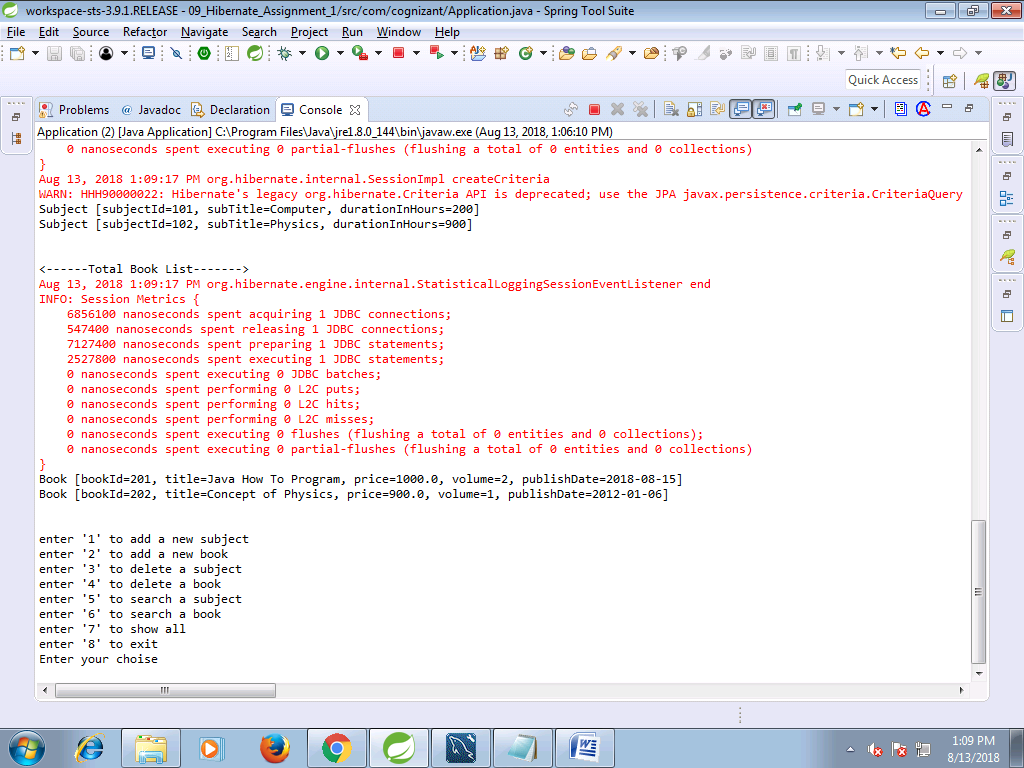 workspace-sts-3.9.1.RELEASE - 09_Hibernate_Assignment_1/src/com/cognizant/Application.java - Spring Tool Suite
File Edit Source Refactor Navigate Search Project Run Window Help
Quick Access
Problems @ Javadoc Declaration Console
Application (2) [Java Application] C:\Program Files\Java\jre1.8.0_144\bin\javaw.exe (Aug 13, 2018, 1:06:10 PM)
0 nanoseconds spent executing 0 partial-flushes (flushing a total of 0 entities and 0 collections)
}
Aug 13, 2018 1:09:17 PM org.hibernate.internal.SessionImpl createCriteria
WARN: HHH90000022: Hibernate's legacy org.hibernate.Criteria API is deprecated; use the JPA javax.persistence.criteria.CriteriaQuery
Subject [subjectId=101, subTitle=Computer, durationInHours=200]
Subject [subjectId=102, subTitle=Physics, durationInHours=900]
<------Total Book List------->
Aug 13, 2018 1:09:17 PM org.hibernate.engine.internal.StatisticalLoggingSessionEventListener end
INFO: Session Metrics {
6856100 nanoseconds spent acquiring 1 JDBC connections;
547400 nanoseconds spent releasing 1 JDBC connections;
7127400 nanoseconds spent preparing 1 JDBC statements;
2527800 nanoseconds spent executing 1 JDBC statements;
0 nanoseconds spent executing 0 JDBC batches;
0 nanoseconds spent performing 0 L2C puts;
0 nanoseconds spent performing 0 L2C hits;
0 nanoseconds spent performing 0 L2C misses;
0 nanoseconds spent executing 0 flushes (flushing a total of 0 entities and 0 collections);
0 nanoseconds spent executing 0 partial-flushes (flushing a total of 0 entities and 0 collections)
}
Book [bookId=201, title=Java How To Program, price=1000.0, volume=2, publishDate=2018-08-15]
Book [bookId=202, title=Concept of Physics, price=900.0, volume=1, publishDate=2012-01-06]
enter '1' to add a new subject
enter '2' to add a new book
enter '3' to delete a subject
enter '4' to delete a book
enter '5' to search a subject
enter '6' to search a book
enter '7' to show all
enter '8' to exit
Enter your choise
1:09 PM
8/13/2018